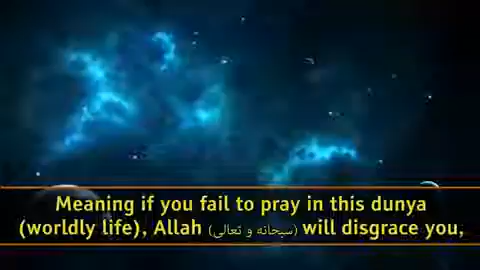 Meaning if you fail to pray in this dunya
(worldly life), Allah (سبحانه و تعالى) will disgrace you,